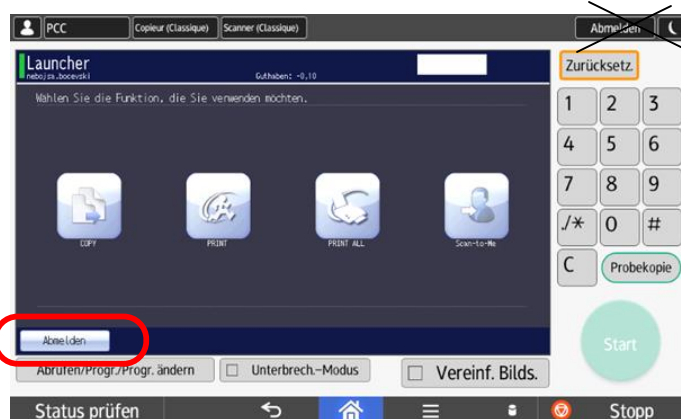 PCC Copieur (Classique) Scanner (Classique) Abmelden
Launcher
nebojsa.bocevski Guthaben: -0,10
Wählen Sie die Funktion, die Sie verwenden möchten.
COPY PRINT PRINT ALL Scan-to-Me
Abmelden
Zurücksetz.
1 2 3
4 5 6
7 8 9
./* 0 #
C Probekopie
Start
Abrufen/Progr./Progr. ändern Unterbrech.-Modus Vereinf. Bilds.
Status prüfen Stopp